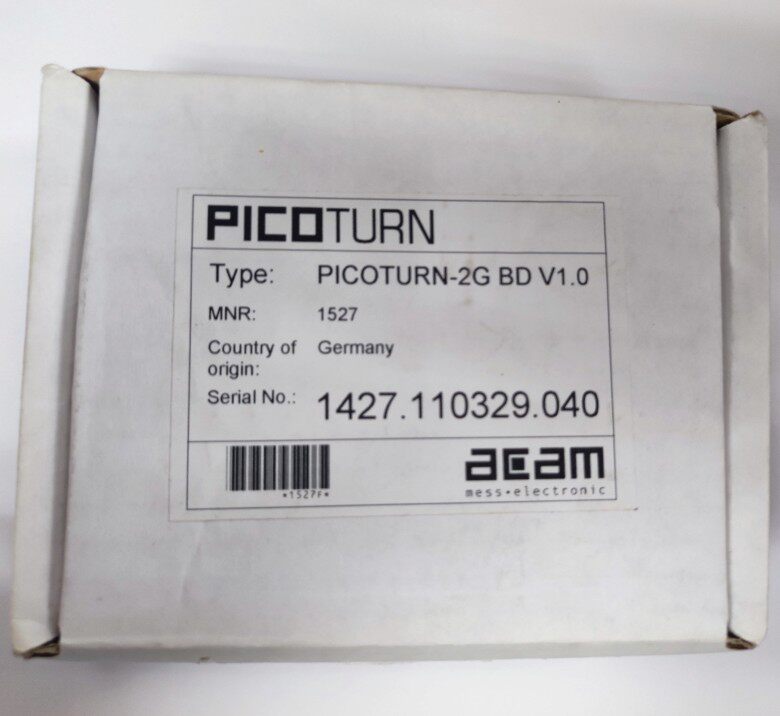 PICOTURN
Type: PICOTURN-2G BD V1.0
MNR: 1527
Country of origin: Germany
Serial No.: 1427.110329.040
*1527F*
acam
mess-electronic